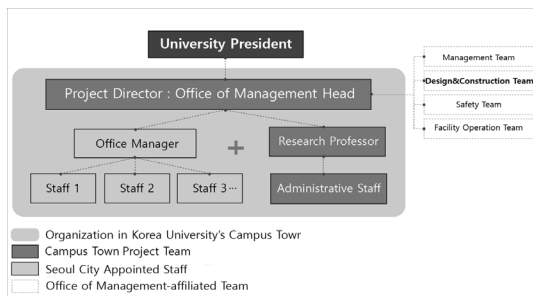 University President
Management Team
Design&Construction Team
Safety Team
Facility Operation Team
Project Director : Office of Management Head
Office Manager
+
Research Professor
Staff 1
Staff 2
Staff 3···
Administrative Staff
Organization in Korea University's Campus Towr
Campus Town Project Team
Seoul City Appointed Staff
Office of Management-affiliated Team